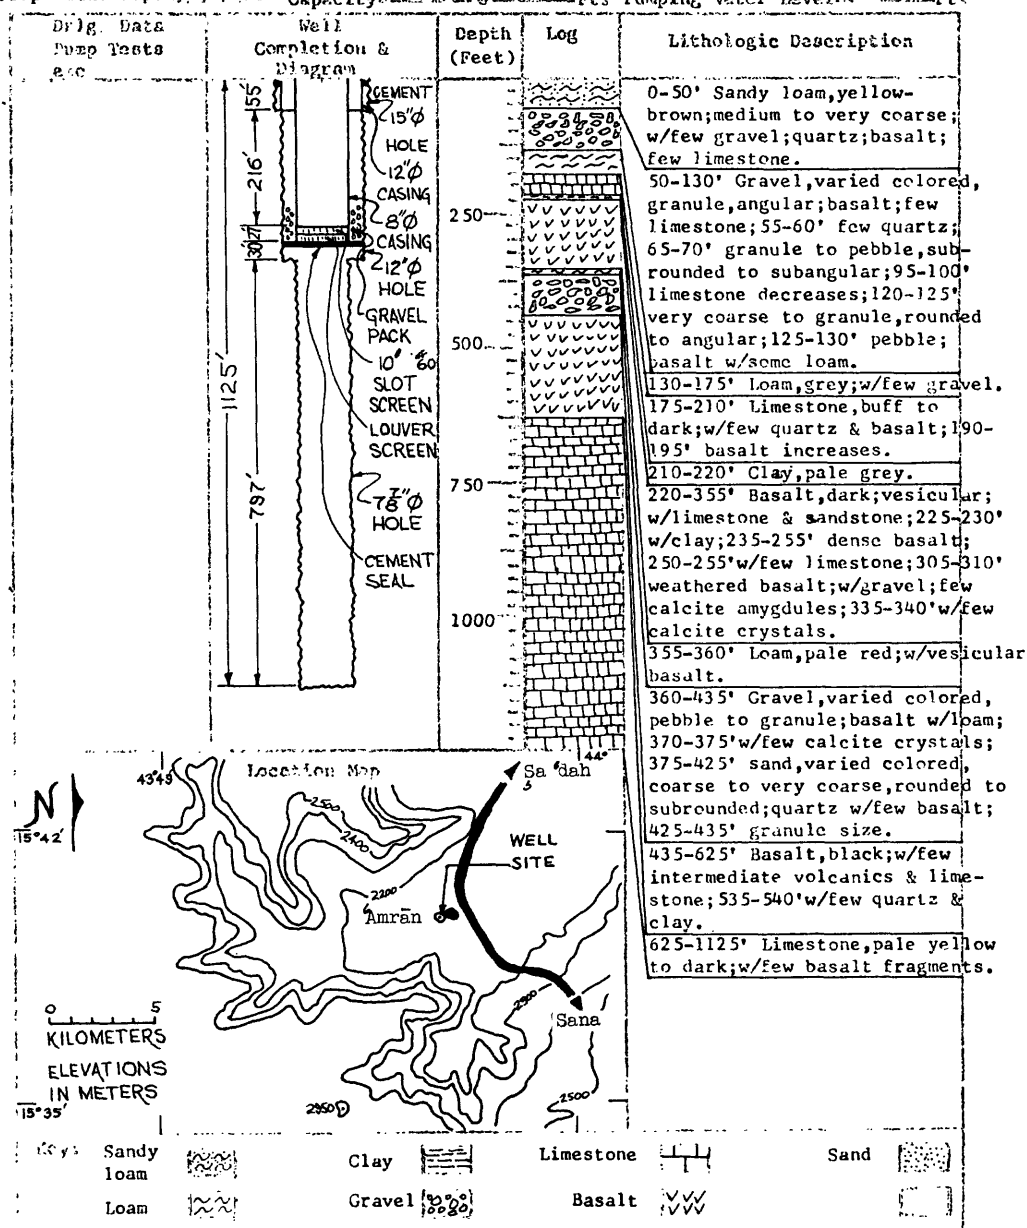 Capacity
Pumping Water Level
Drlg. Data
Pump Tests
etc
Well
Completion &
Diagram
Depth
(Feet)
Log
Lithologic Description
55'
216'
27'
30'
1125'
797'
CEMENT
15"Ø
HOLE
12"Ø
CASING
8"Ø
CASING
12"Ø
HOLE
GRAVEL
PACK
10' #60
SLOT
SCREEN
LOUVER
SCREEN
7 7/8"Ø
HOLE
CEMENT
SEAL
250
500
750
1000
0-50' Sandy loam,yellow-
brown;medium to very coarse;
w/few gravel;quartz;basalt;
few limestone.
50-130' Gravel,varied colored,
granule,angular;basalt;few
limestone;55-60' few quartz;
65-70' granule to pebble,sub-
rounded to subangular;95-100'
limestone decreases;120-125'
very coarse to granule,rounded
to angular;125-130' pebble;
basalt w/some loam.
130-175' Loam,grey;w/few gravel.
175-210' Limestone,buff to
dark;w/few quartz & basalt;190-
195' basalt increases.
210-220' Clay,pale grey.
220-355' Basalt,dark;vesicular;
w/limestone & sandstone;225-230'
w/clay;235-255' dense basalt;
250-255'w/few limestone;305-310'
weathered basalt;w/gravel;few
calcite amygdules;335-340'w/few
calcite crystals.
355-360' Loam,pale red;w/vesicular
basalt.
360-435' Gravel,varied colored,
pebble to granule;basalt w/loam;
370-375'w/few calcite crystals;
375-425' sand,varied colored,
coarse to very coarse,rounded to
subrounded;quartz w/few basalt;
425-435' granule size.
435-625' Basalt,black;w/few
intermediate volcanics & lime-
stone;535-540'w/few quartz &
clay.
625-1125' Limestone,pale yellow
to dark;w/few basalt fragments.
43°49'
Location Map
Sa'dah
44°
N
15°42'
2500
2400
2200
WELL
SITE
'Amrān
2300
Sana
0 5
KILOMETERS
ELEVATIONS
IN METERS
15°35'
2950
2500
Key:
Sandy
loam
Clay
Limestone
Sand
Loam
Gravel
Basalt